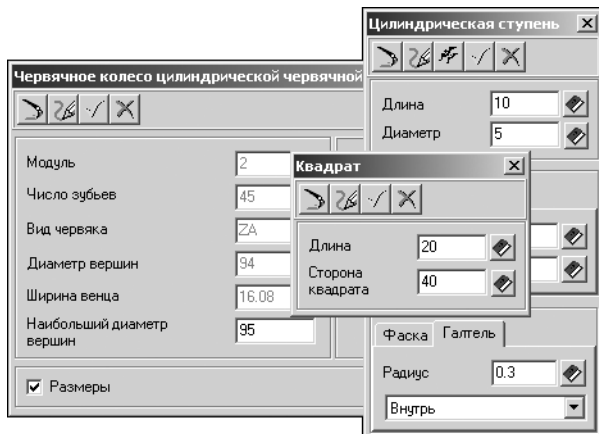 Цилиндрическая ступень
Длина 10
Диаметр 5
Червячное колесо цилиндрической червячной
Модуль 2
Число зубьев 45
Вид червяка ZA
Диаметр вершин 94
Ширина венца 16.08
Наибольший диаметр
вершин 95
Размеры
Квадрат
Длина 20
Сторона
квадрата 40
Фаска Галтель
Радиус 0.3
Внутрь